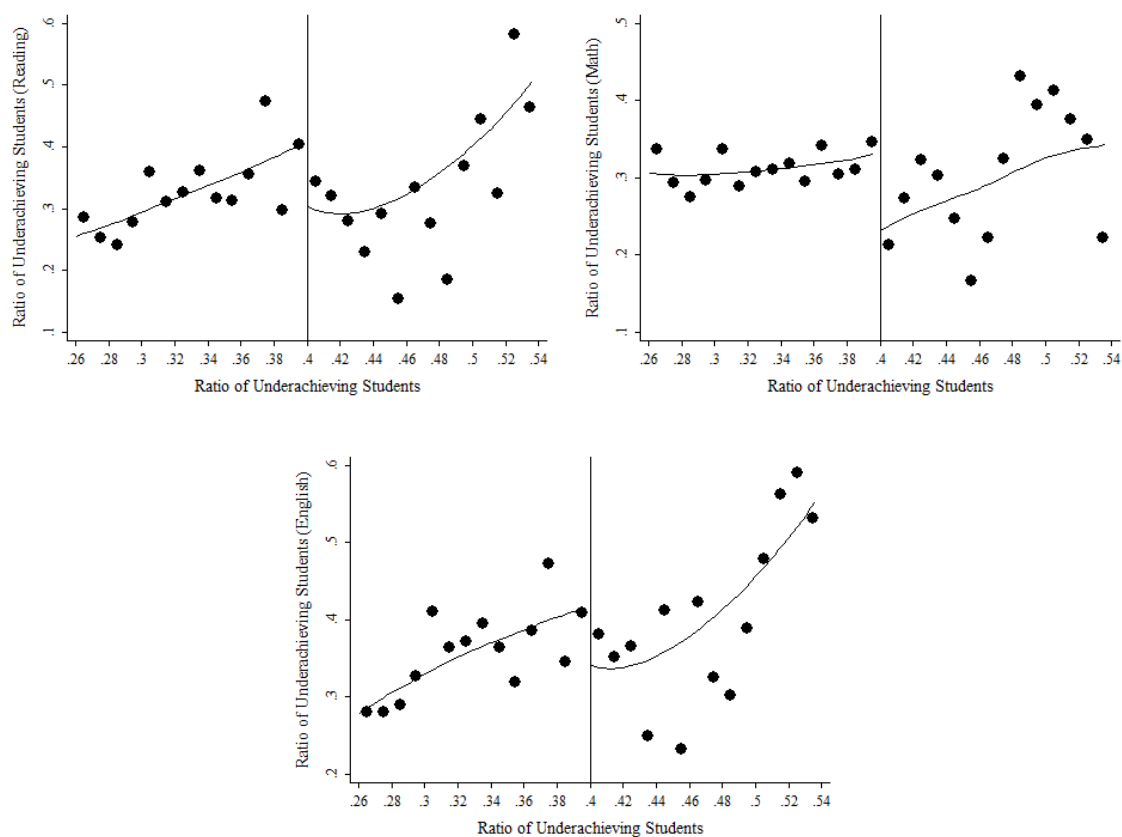 Ratio of Underachieving Students (Reading)
.6
.5
.4
.3
.2
.1
.26 .28 .3 .32 .34 .36 .38 .4 .42 .44 .46 .48 .5 .52 .54
Ratio of Underachieving Students
Ratio of Underachieving Students (Math)
.5
.4
.3
.2
.1
.26 .28 .3 .32 .34 .36 .38 .4 .42 .44 .46 .48 .5 .52 .54
Ratio of Underachieving Students
Ratio of Underachieving Students (English)
.6
.5
.4
.3
.2
.26 .28 .3 .32 .34 .36 .38 .4 .42 .44 .46 .48 .5 .52 .54
Ratio of Underachieving Students